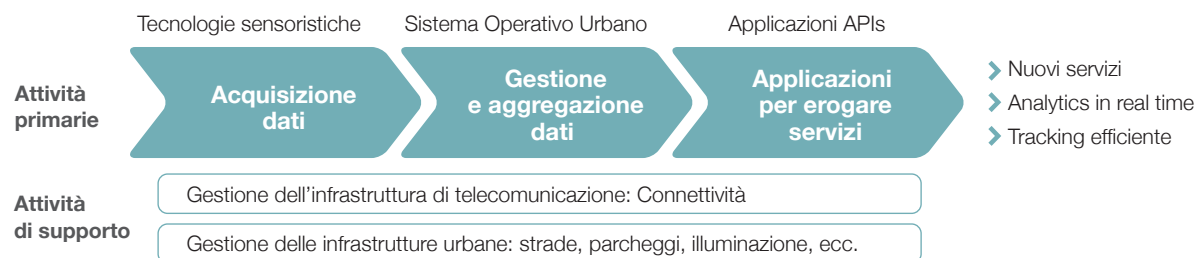 Tecnologie sensoristiche
Sistema Operativo Urbano
Applicazioni APIs
Attività
primarie
Acquisizione
dati
Gestione
e aggregazione
dati
Applicazioni
per erogare
servizi
Nuovi servizi
Analytics in real time
Tracking efficiente
Attività
di supporto
Gestione dell’infrastruttura di telecomunicazione: Connettività
Gestione delle infrastrutture urbane: strade, parcheggi, illuminazione, ecc.